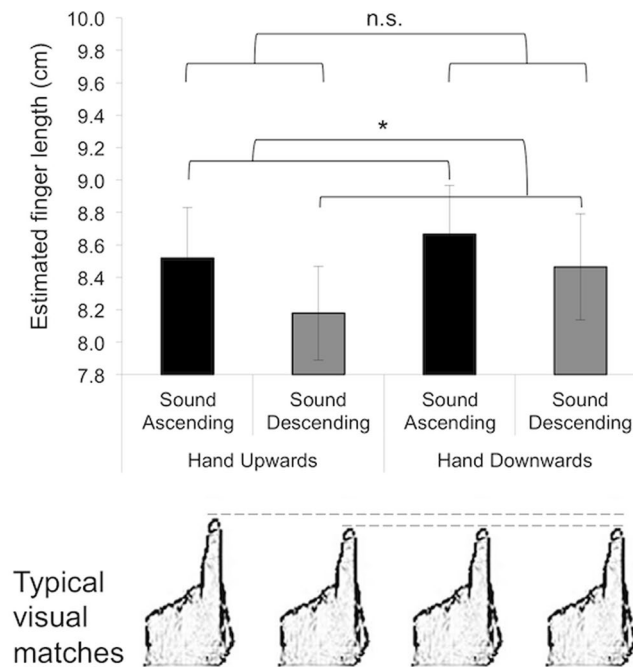 10.0
n.s.
9.8
9.6
9.4
*
9.2
9.0
8.8
8.6
8.4
8.2
8.0
7.8
Estimated finger length (cm)
Sound Ascending
Sound Descending
Sound Ascending
Sound Descending
Hand Upwards
Hand Downwards
Typical
visual
matches